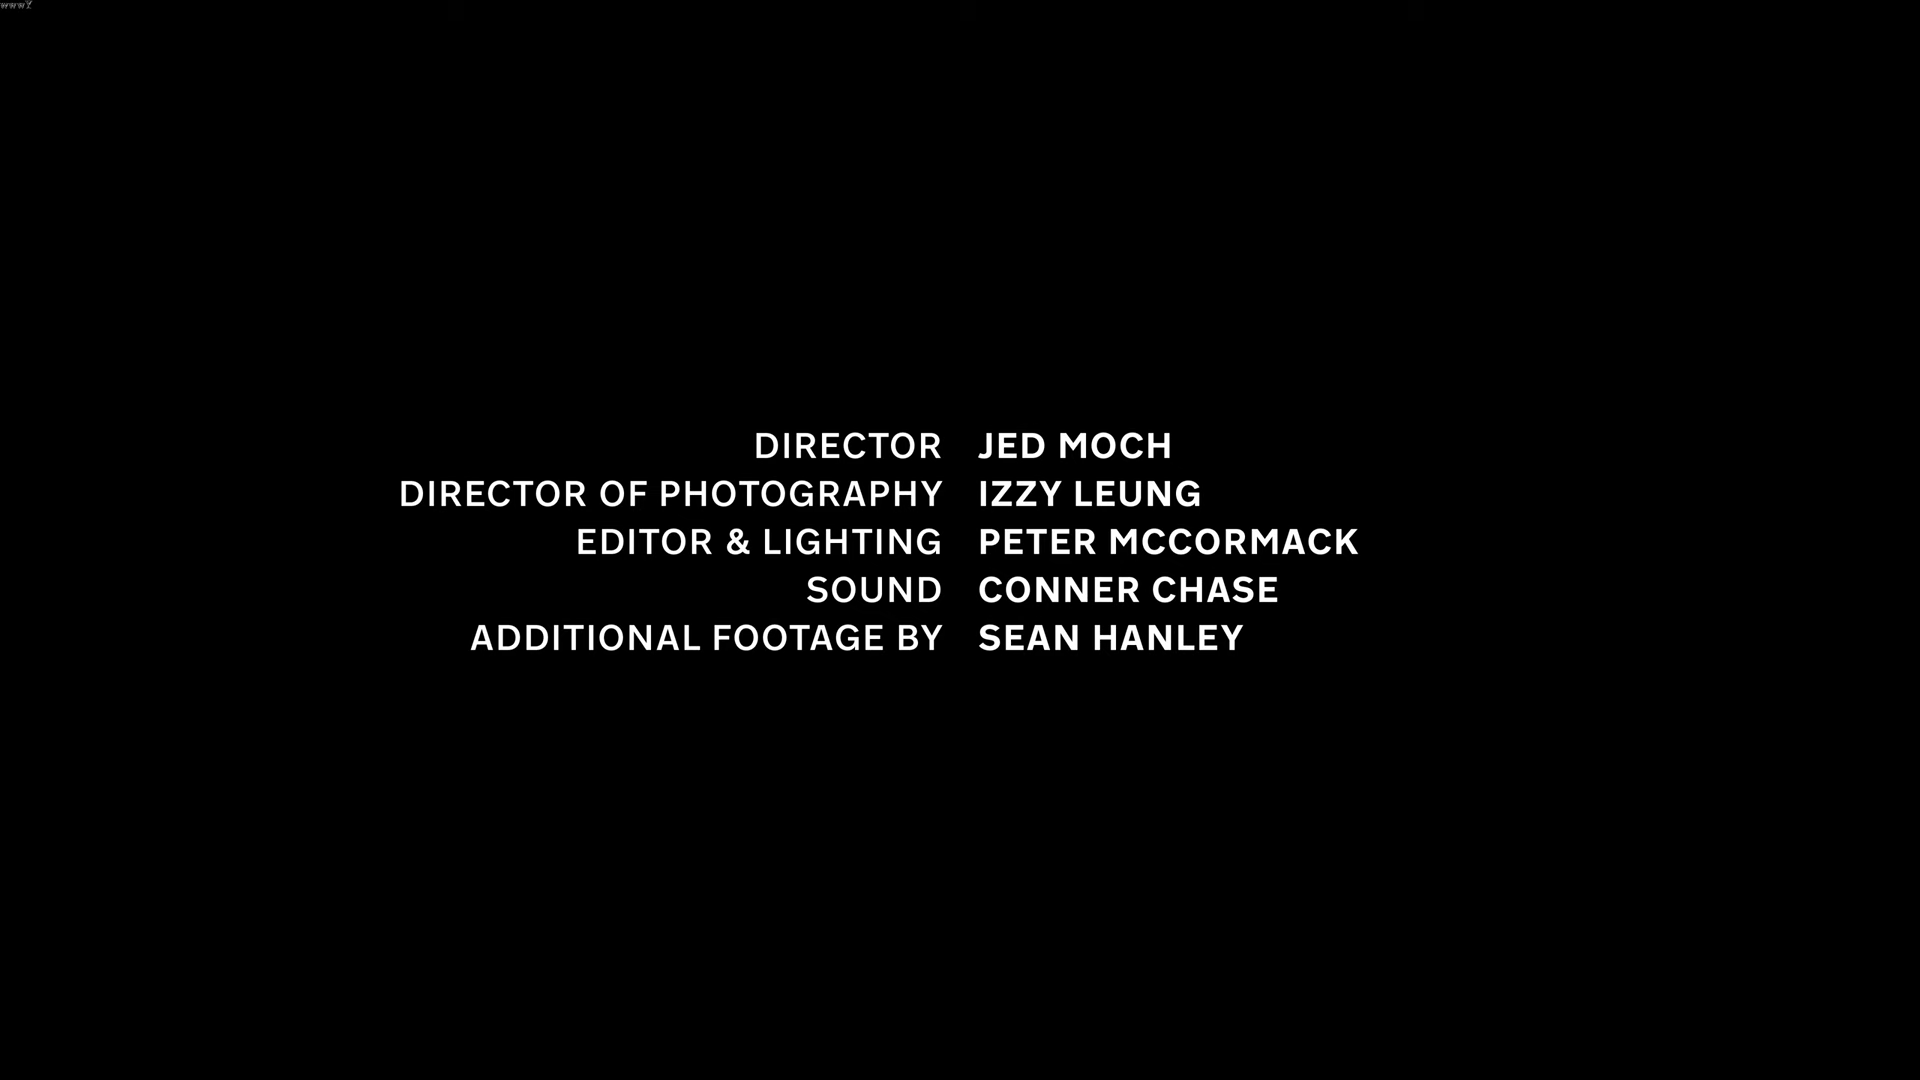 DIRECTOR JED MOCH
DIRECTOR OF PHOTOGRAPHY IZZY LEUNG
EDITOR & LIGHTING PETER MCCORMACK
SOUND CONNER CHASE
ADDITIONAL FOOTAGE BY SEAN HANLEY